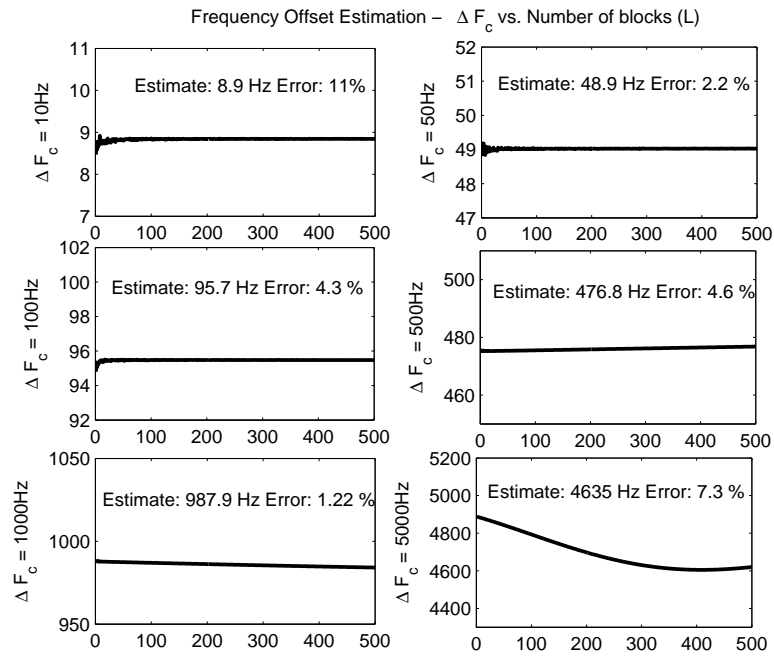 Frequency Offset Estimation − Δ F_c vs. Number of blocks (L)
Δ F_c = 10Hz
11
10
9
8
7
Estimate: 8.9 Hz Error: 11%
0 100 200 300 400 500
Δ F_c = 50Hz
52
51
50
49
48
47
Estimate: 48.9 Hz Error: 2.2 %
0 100 200 300 400 500
Δ F_c = 100Hz
102
100
98
96
94
92
Estimate: 95.7 Hz Error: 4.3 %
0 100 200 300 400 500
Δ F_c = 500Hz
500
480
460
Estimate: 476.8 Hz Error: 4.6 %
0 100 200 300 400 500
Δ F_c = 1000Hz
1050
1000
950
Estimate: 987.9 Hz Error: 1.22 %
0 100 200 300 400 500
Δ F_c = 5000Hz
5200
5000
4800
4600
4400
Estimate: 4635 Hz Error: 7.3 %
0 100 200 300 400 500